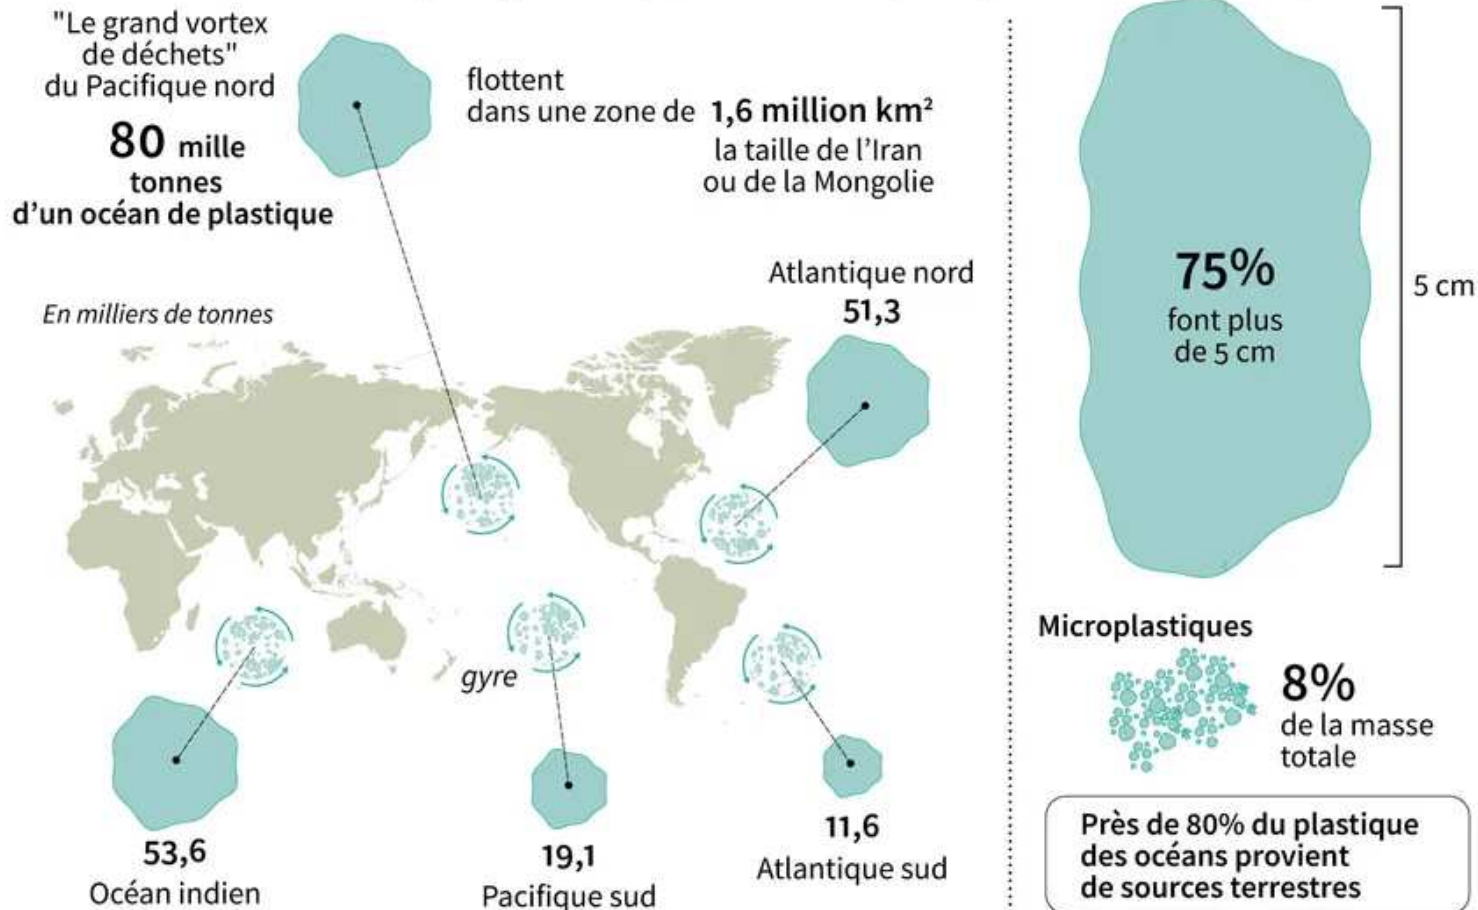 "Le grand vortex
de déchets"
du Pacifique nord
80 mille
tonnes
d'un océan de plastique
flottent
dans une zone de 1,6 million km²
la taille de l'Iran
ou de la Mongolie
En milliers de tonnes
Atlantique nord
51,3
gyre
53,6
Océan indien
19,1
Pacifique sud
11,6
Atlantique sud
75%
font plus
de 5 cm
5 cm
Microplastiques
8%
de la masse
totale
Près de 80% du plastique
des océans provient
de sources terrestres